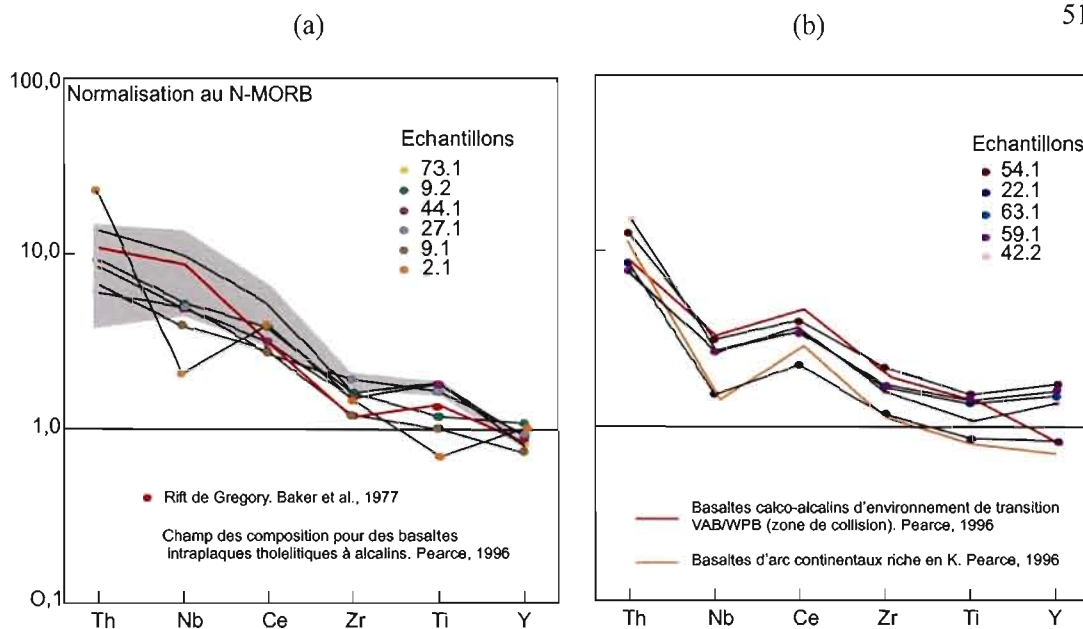 51
(a)
(b)
100,0
Normalisation au N-MORB
Echantillons
73.1
9.2
44.1
27.1
9.1
2.1
10,0
1,0
O,1
Rift de Gregory. Baker et al., 1977
Champ des composition pour des basaltes
intraplaques tholeiitiques à alcalins. Pearce, 1996
Th Nb Ce Zr Ti Y
Echantillons
54.1
22.1
63.1
59.1
42.2
Basaltes calco-alcalins d'environnement de transition
VAB/WPB (zone de collision). Pearce, 1996
Basaltes d'arc continentaux riche en K. Pearce, 1996
Th Nb Ce Zr Ti Y